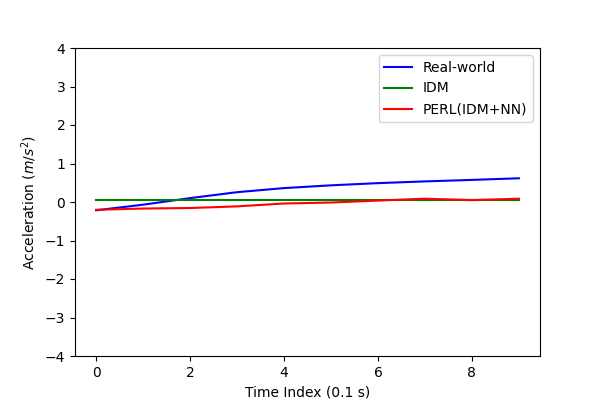 Real-world
IDM
PERL(IDM+NN)
4
3
2
1
0
−1
−2
−3
−4
Acceleration (m/s²)
0 2 4 6 8
Time Index (0.1 s)